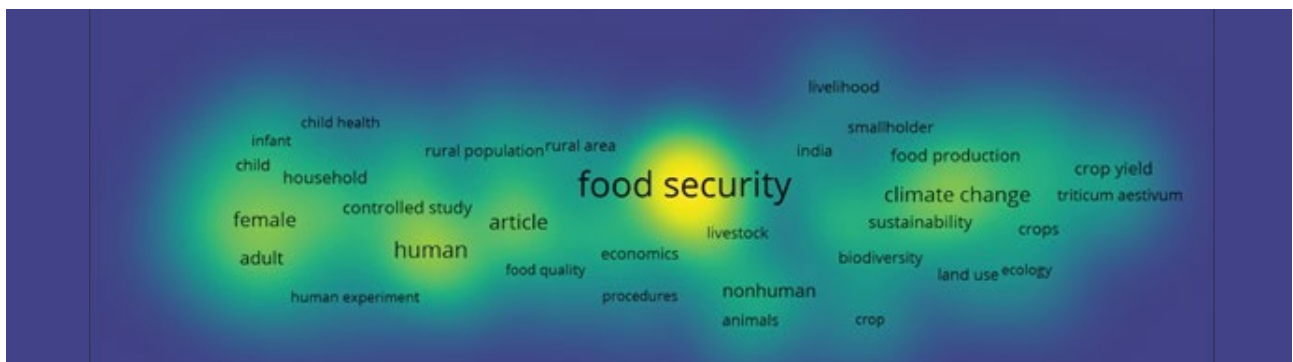 livelihood
child health
smallholder
infant
rural population rural area
india
food production
child
crop yield
household
food security
climate change
triticum aestivum
controlled study
female
article
sustainability
crops
livestock
human
economics
adult
biodiversity
food quality
land use ecology
nonhuman
human experiment
procedures
animals
crop